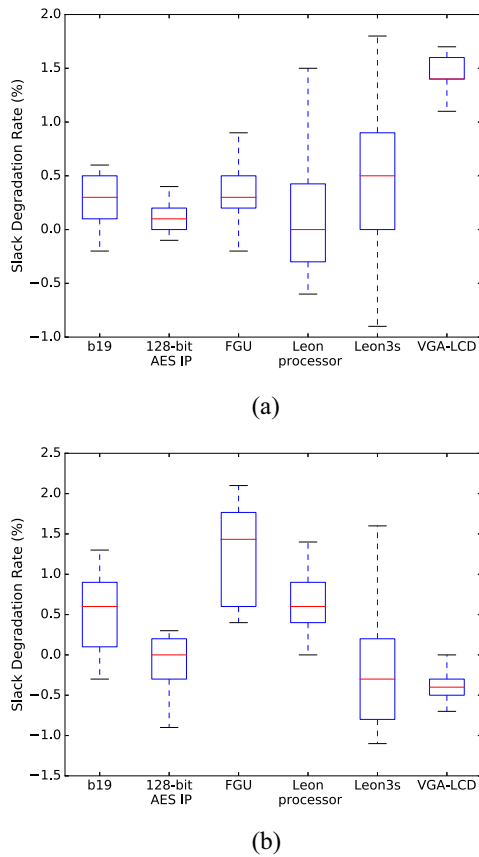 2.0
1.5
1.0
0.5
0.0
−0.5
−1.0
Slack Degradation Rate (%)
b19
128-bit
AES IP
FGU
Leon
processor
Leon3s
VGA-LCD
(a)
2.5
2.0
1.5
1.0
0.5
0.0
−0.5
−1.0
−1.5
Slack Degradation Rate (%)
b19
128-bit
AES IP
FGU
Leon
processor
Leon3s
VGA-LCD
(b)